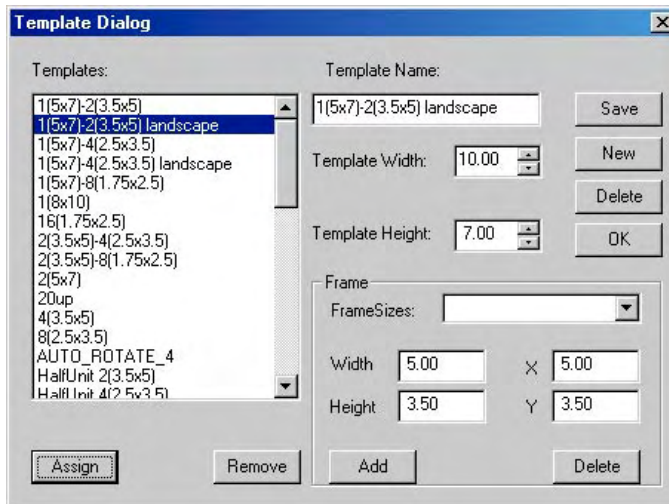 Template Dialog
Templates:
1(5x7)-2(3.5x5)
1(5x7)-2(3.5x5) landscape
1(5x7)-4(2.5x3.5)
1(5x7)-4(2.5x3.5) landscape
1(5x7)-8(1.75x2.5)
1(8x10)
16(1.75x2.5)
2(3.5x5)-4(2.5x3.5)
2(3.5x5)-8(1.75x2.5)
2(5x7)
20up
4(3.5x5)
8(2.5x3.5)
AUTO_ROTATE_4
HalfUnit 2(3.5x5)
HalfUnit 4(2.5x3.5)
Assign
Remove
Template Name:
1(5x7)-2(3.5x5) landscape
Template Width: 10.00
Template Height: 7.00
Save
New
Delete
OK
Frame
FrameSizes:
Width 5.00 X 5.00
Height 3.50 Y 3.50
Add
Delete